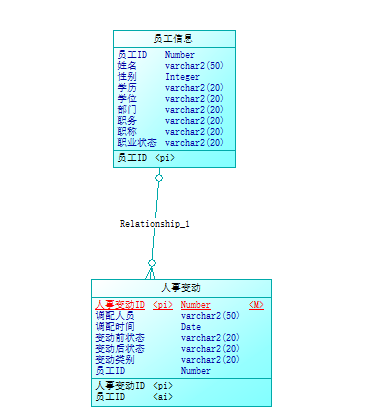 员工信息
员工ID Number
姓名 varchar2(50)
性别 Integer
学历 varchar2(20)
学位 varchar2(20)
部门 varchar2(20)
职务 varchar2(20)
职称 varchar2(20)
职业状态 varchar2(20)
员工ID <pi>
Relationship_1
人事变动
人事变动ID <pi> Number <M>
调配人员 varchar2(50)
调配时间 Date
变动前状态 varchar2(20)
变动后状态 varchar2(20)
变动类别 varchar2(20)
员工ID Number
人事变动ID <pi>
员工ID <ai>